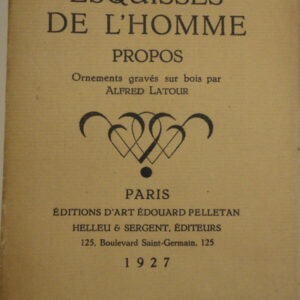 ESQUISSES
DE L'HOMME
PROPOS
Ornements gravés sur bois par
ALFRED LATOUR
PARIS
ÉDITIONS D'ART ÉDOUARD PELLETAN
HELLEU & SERGENT, ÉDITEURS
125, Boulevard Saint-Germain, 125
1927